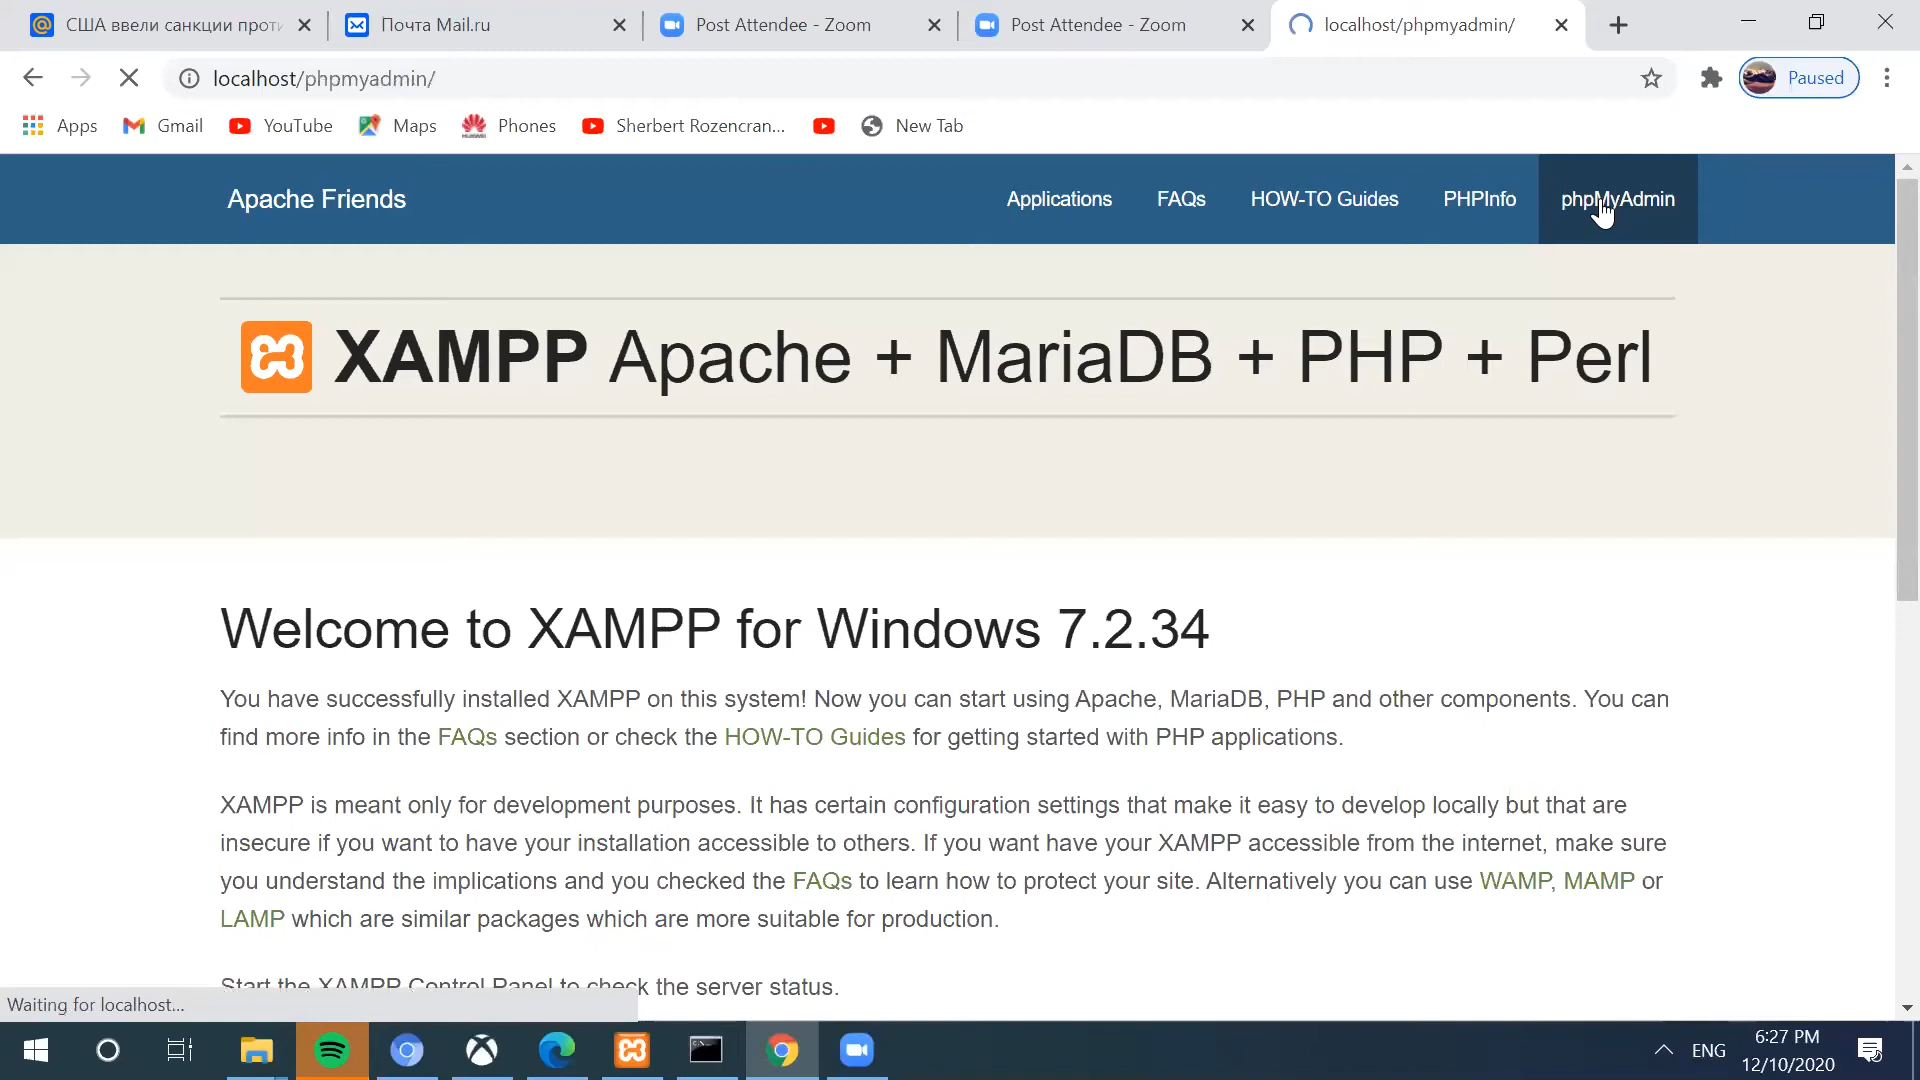 США ввели санкции проти
Почта Mail.ru
Post Attendee - Zoom
Post Attendee - Zoom
localhost/phpmyadmin/
localhost/phpmyadmin/
Paused
Apps
Gmail
YouTube
Maps
Phones
Sherbert Rozencran...
New Tab
Apache Friends
Applications
FAQs
HOW-TO Guides
PHPInfo
phpMyAdmin
XAMPP Apache + MariaDB + PHP + Perl
Welcome to XAMPP for Windows 7.2.34
You have successfully installed XAMPP on this system! Now you can start using Apache, MariaDB, PHP and other components. You can
find more info in the FAQs section or check the HOW-TO Guides for getting started with PHP applications.
XAMPP is meant only for development purposes. It has certain configuration settings that make it easy to develop locally but that are
insecure if you want to have your installation accessible to others. If you want have your XAMPP accessible from the internet, make sure
you understand the implications and you checked the FAQs to learn how to protect your site. Alternatively you can use WAMP, MAMP or
LAMP which are similar packages which are more suitable for production.
Start the XAMPP Control Panel to check the server status.
Waiting for localhost...
ENG
6:27 PM
12/10/2020